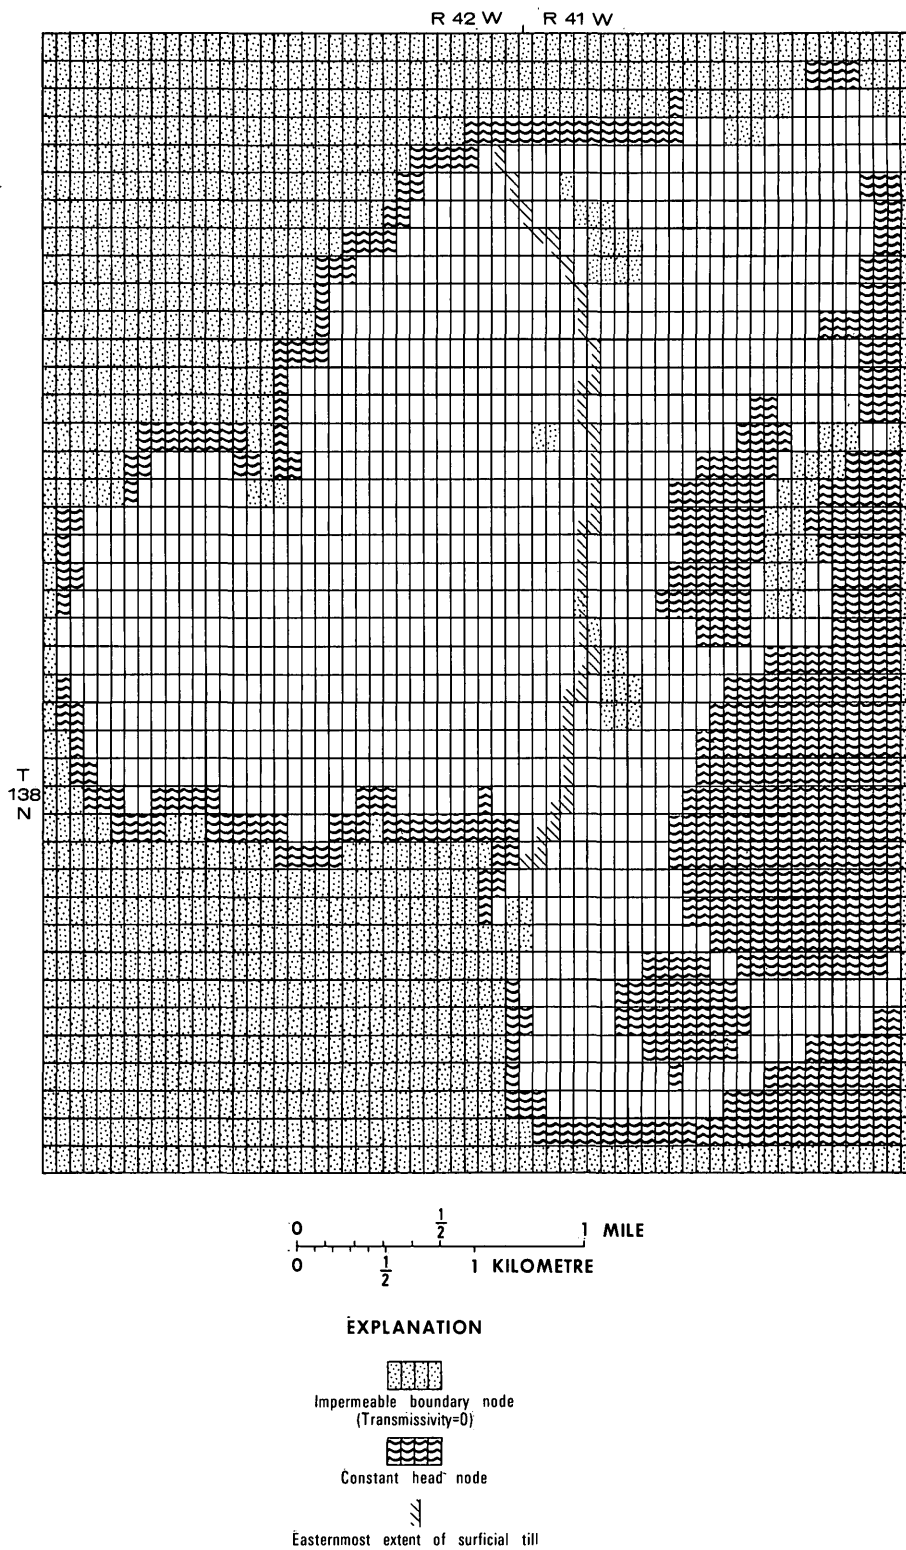 R 42 W R 41 W
T
138
N
0 1/2 1 MILE
0 1/2 1 KILOMETRE
EXPLANATION
Impermeable boundary node
(Transmissivity=0)
Constant head node
Easternmost extent of surficial till